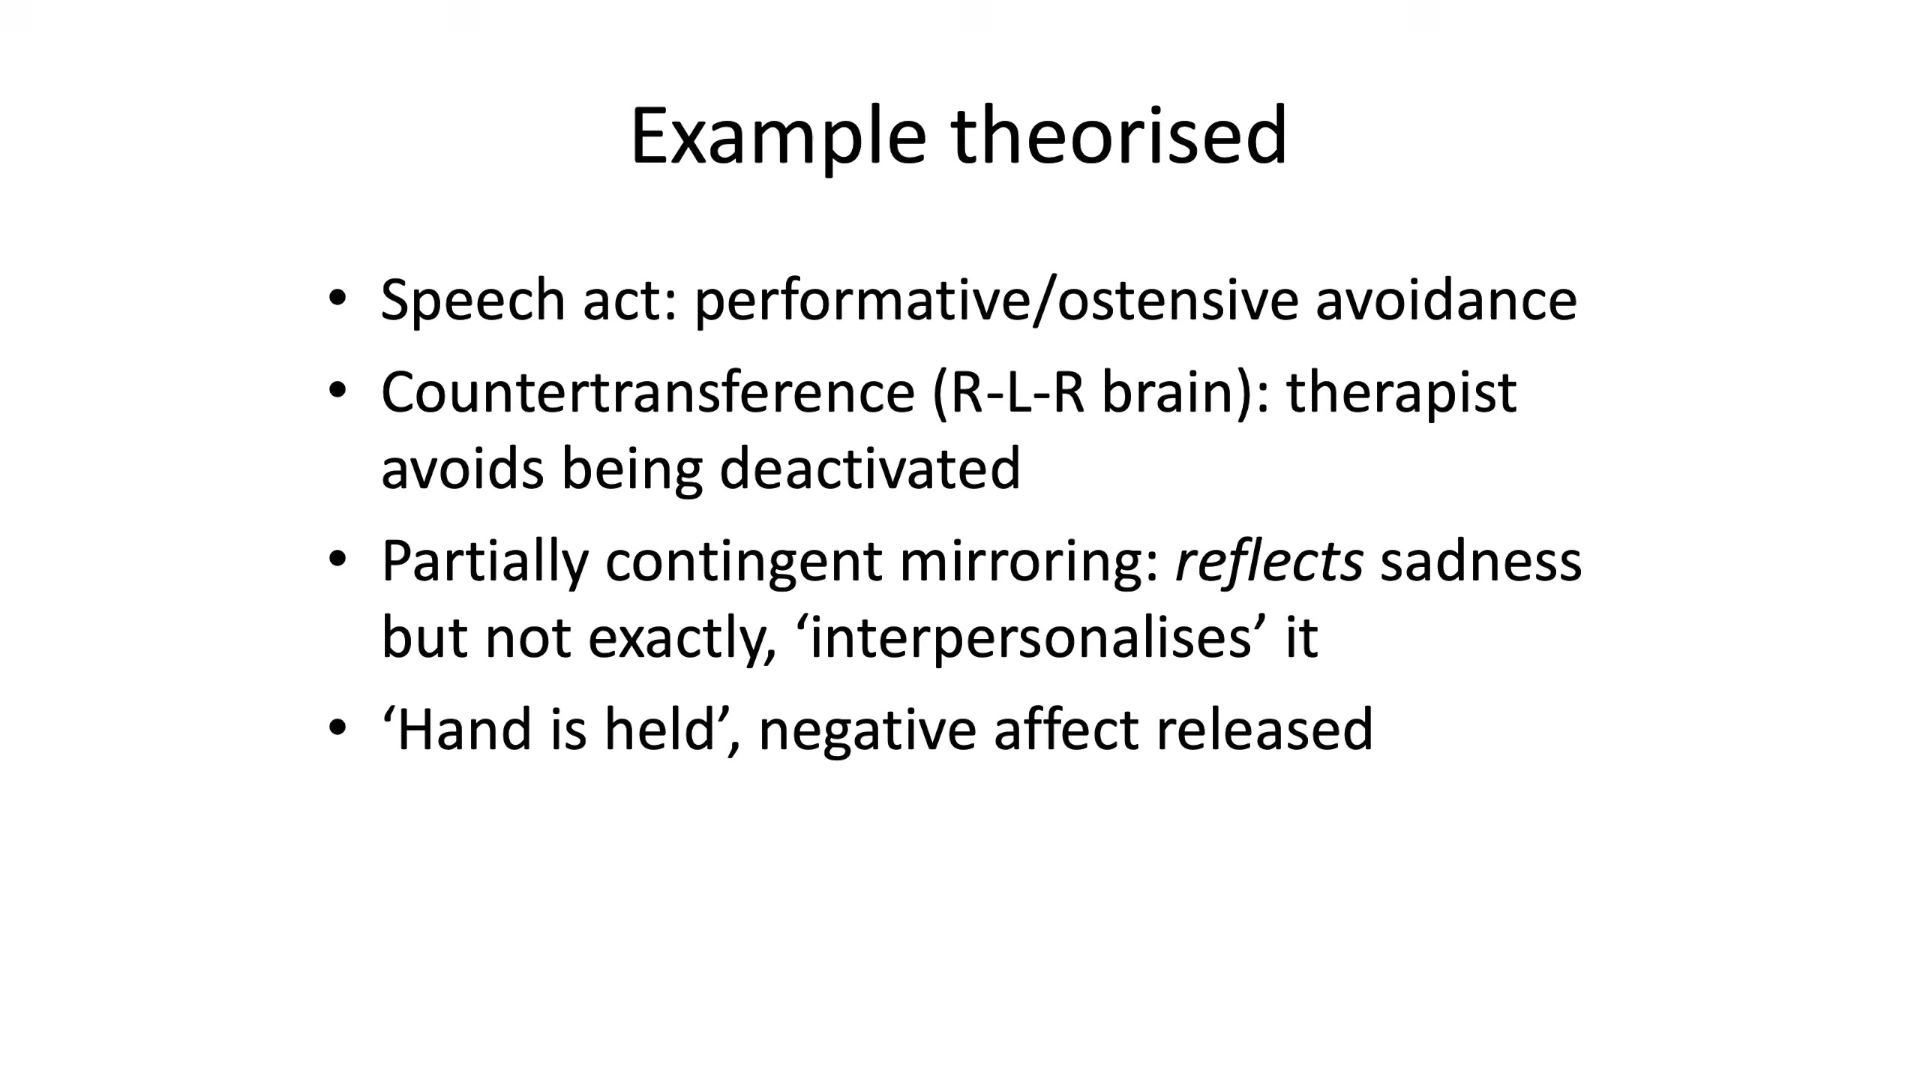 Example theorised
• Speech act: performative/ostensive avoidance
• Countertransference (R-L-R brain): therapist
avoids being deactivated
• Partially contingent mirroring: reflects sadness
but not exactly, ‘interpersonalises’ it
• ‘Hand is held’, negative affect released